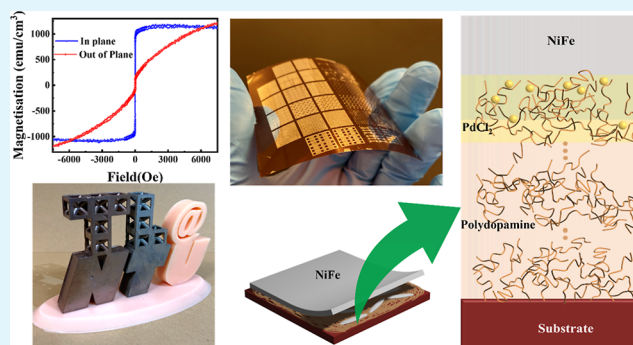 Magnetisation (emu/cm³)
1000
500
0
-500
-1000
In plane
Out of Plane
-6000 -3000 0 3000 6000
Field(Oe)
@
NiFe
NiFe
PdCl₂
Polydopamine
Substrate